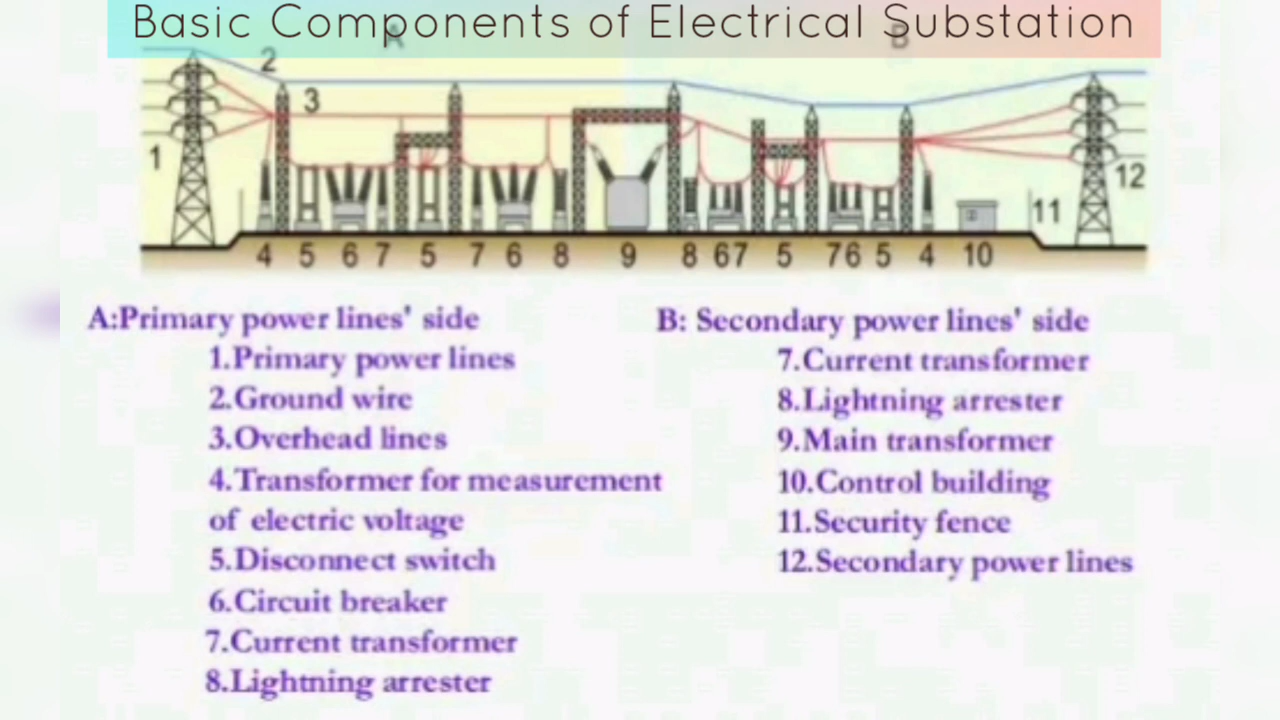 Basic Components of Electrical Substation
A B
2
3
1
12
11
4 5 6 7 5 7 6 8 9 8 67 5 76 5 4 10
A:Primary power lines' side
1.Primary power lines
2.Ground wire
3.Overhead lines
4.Transformer for measurement
of electric voltage
5.Disconnect switch
6.Circuit breaker
7.Current transformer
8.Lightning arrester
B: Secondary power lines' side
7.Current transformer
8.Lightning arrester
9.Main transformer
10.Control building
11.Security fence
12.Secondary power lines